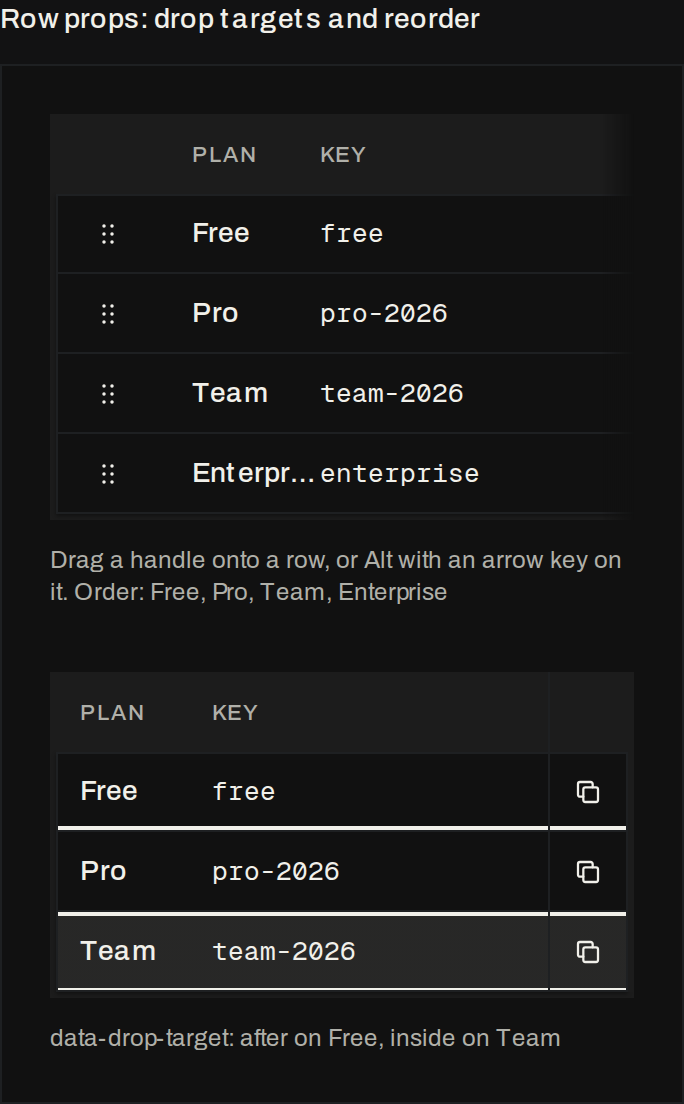 Row props: drop targets and reorder
PLAN KEY
Free free
Pro pro-2026
Team team-2026
Enterpr... enterprise
Drag a handle onto a row, or Alt with an arrow key on
it. Order: Free, Pro, Team, Enterprise
PLAN KEY
Free free
Pro pro-2026
Team team-2026
data-drop-target: after on Free, inside on Team